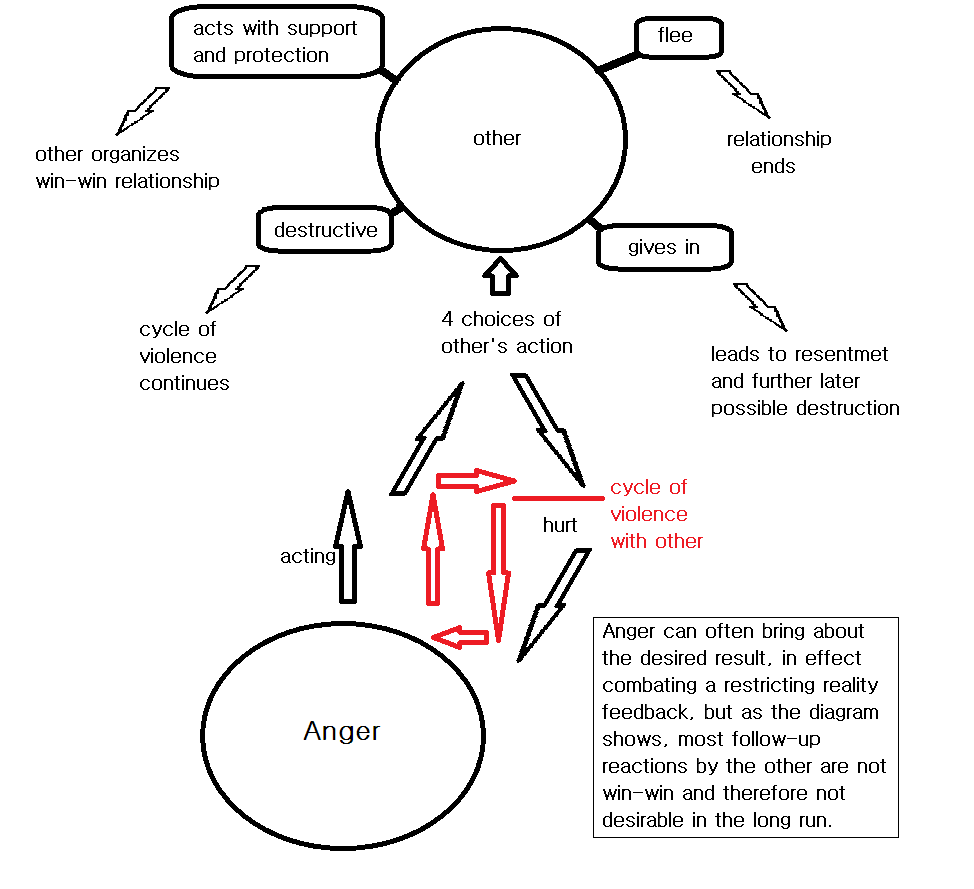 acts with support
and protection
flee
other
other organizes
win-win relationship
relationship
ends
destructive
gives in
cycle of
violence
continues
4 choices of
other's action
leads to resentmet
and further later
possible destruction
cycle of
violence
with other
hurt
acting
Anger
Anger can often bring about
the desired result, in effect
combating a restricting reality
feedback, but as the diagram
shows, most follow-up
reactions by the other are not
win-win and therefore not
desirable in the long run.